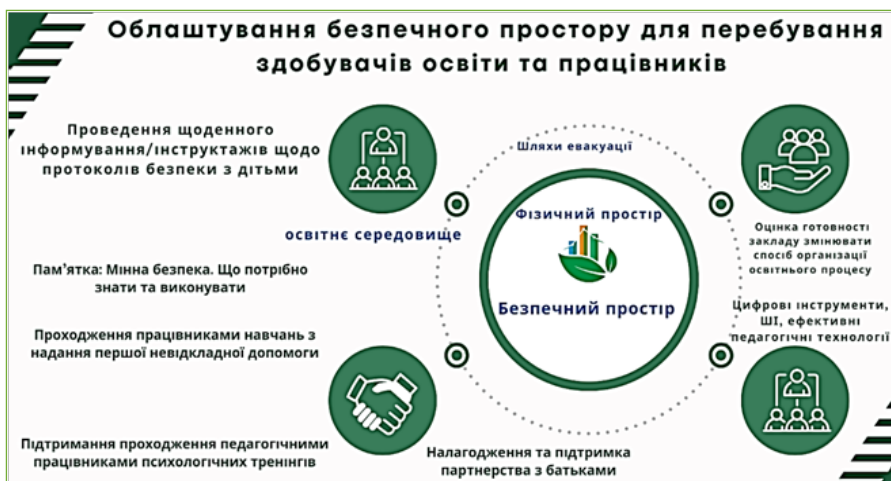 Облаштування безпечного простору для перебування
здобувачів освіти та працівників
Проведення щоденного
інформування/інструктажів щодо
протоколів безпеки з дітьми
освітнє середовище
Пам'ятка: Мінна безпека. Що потрібно
знати та виконувати
Проходження працівниками навчань з
надання першої невідкладної допомоги
Підтримання проходження педагогічними
працівниками психологічних тренінгів
Шляхи евакуації
Фізичний простір
Безпечний простір
Налагодження та підтримка
партнерства з батьками
Оцінка готовності
закладу змінювати
спосіб організації
освітнього процесу
Цифрові інструменти,
ШІ, ефективні
педагогічні технології